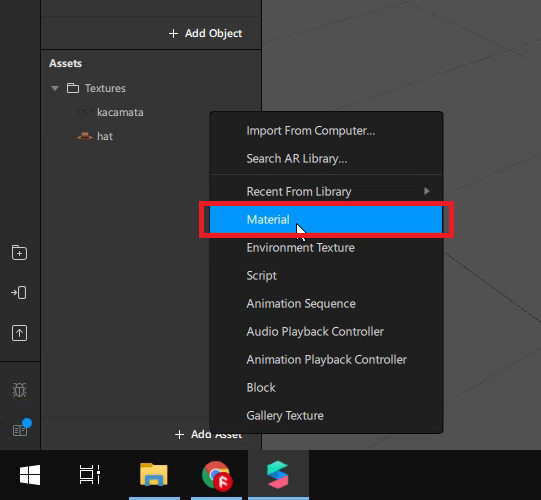 + Add Object
Assets
Textures
kacamata
hat
Import From Computer...
Search AR Library...
Recent From Library
Material
Environment Texture
Script
Animation Sequence
Audio Playback Controller
Animation Playback Controller
Block
Gallery Texture
+ Add Asset